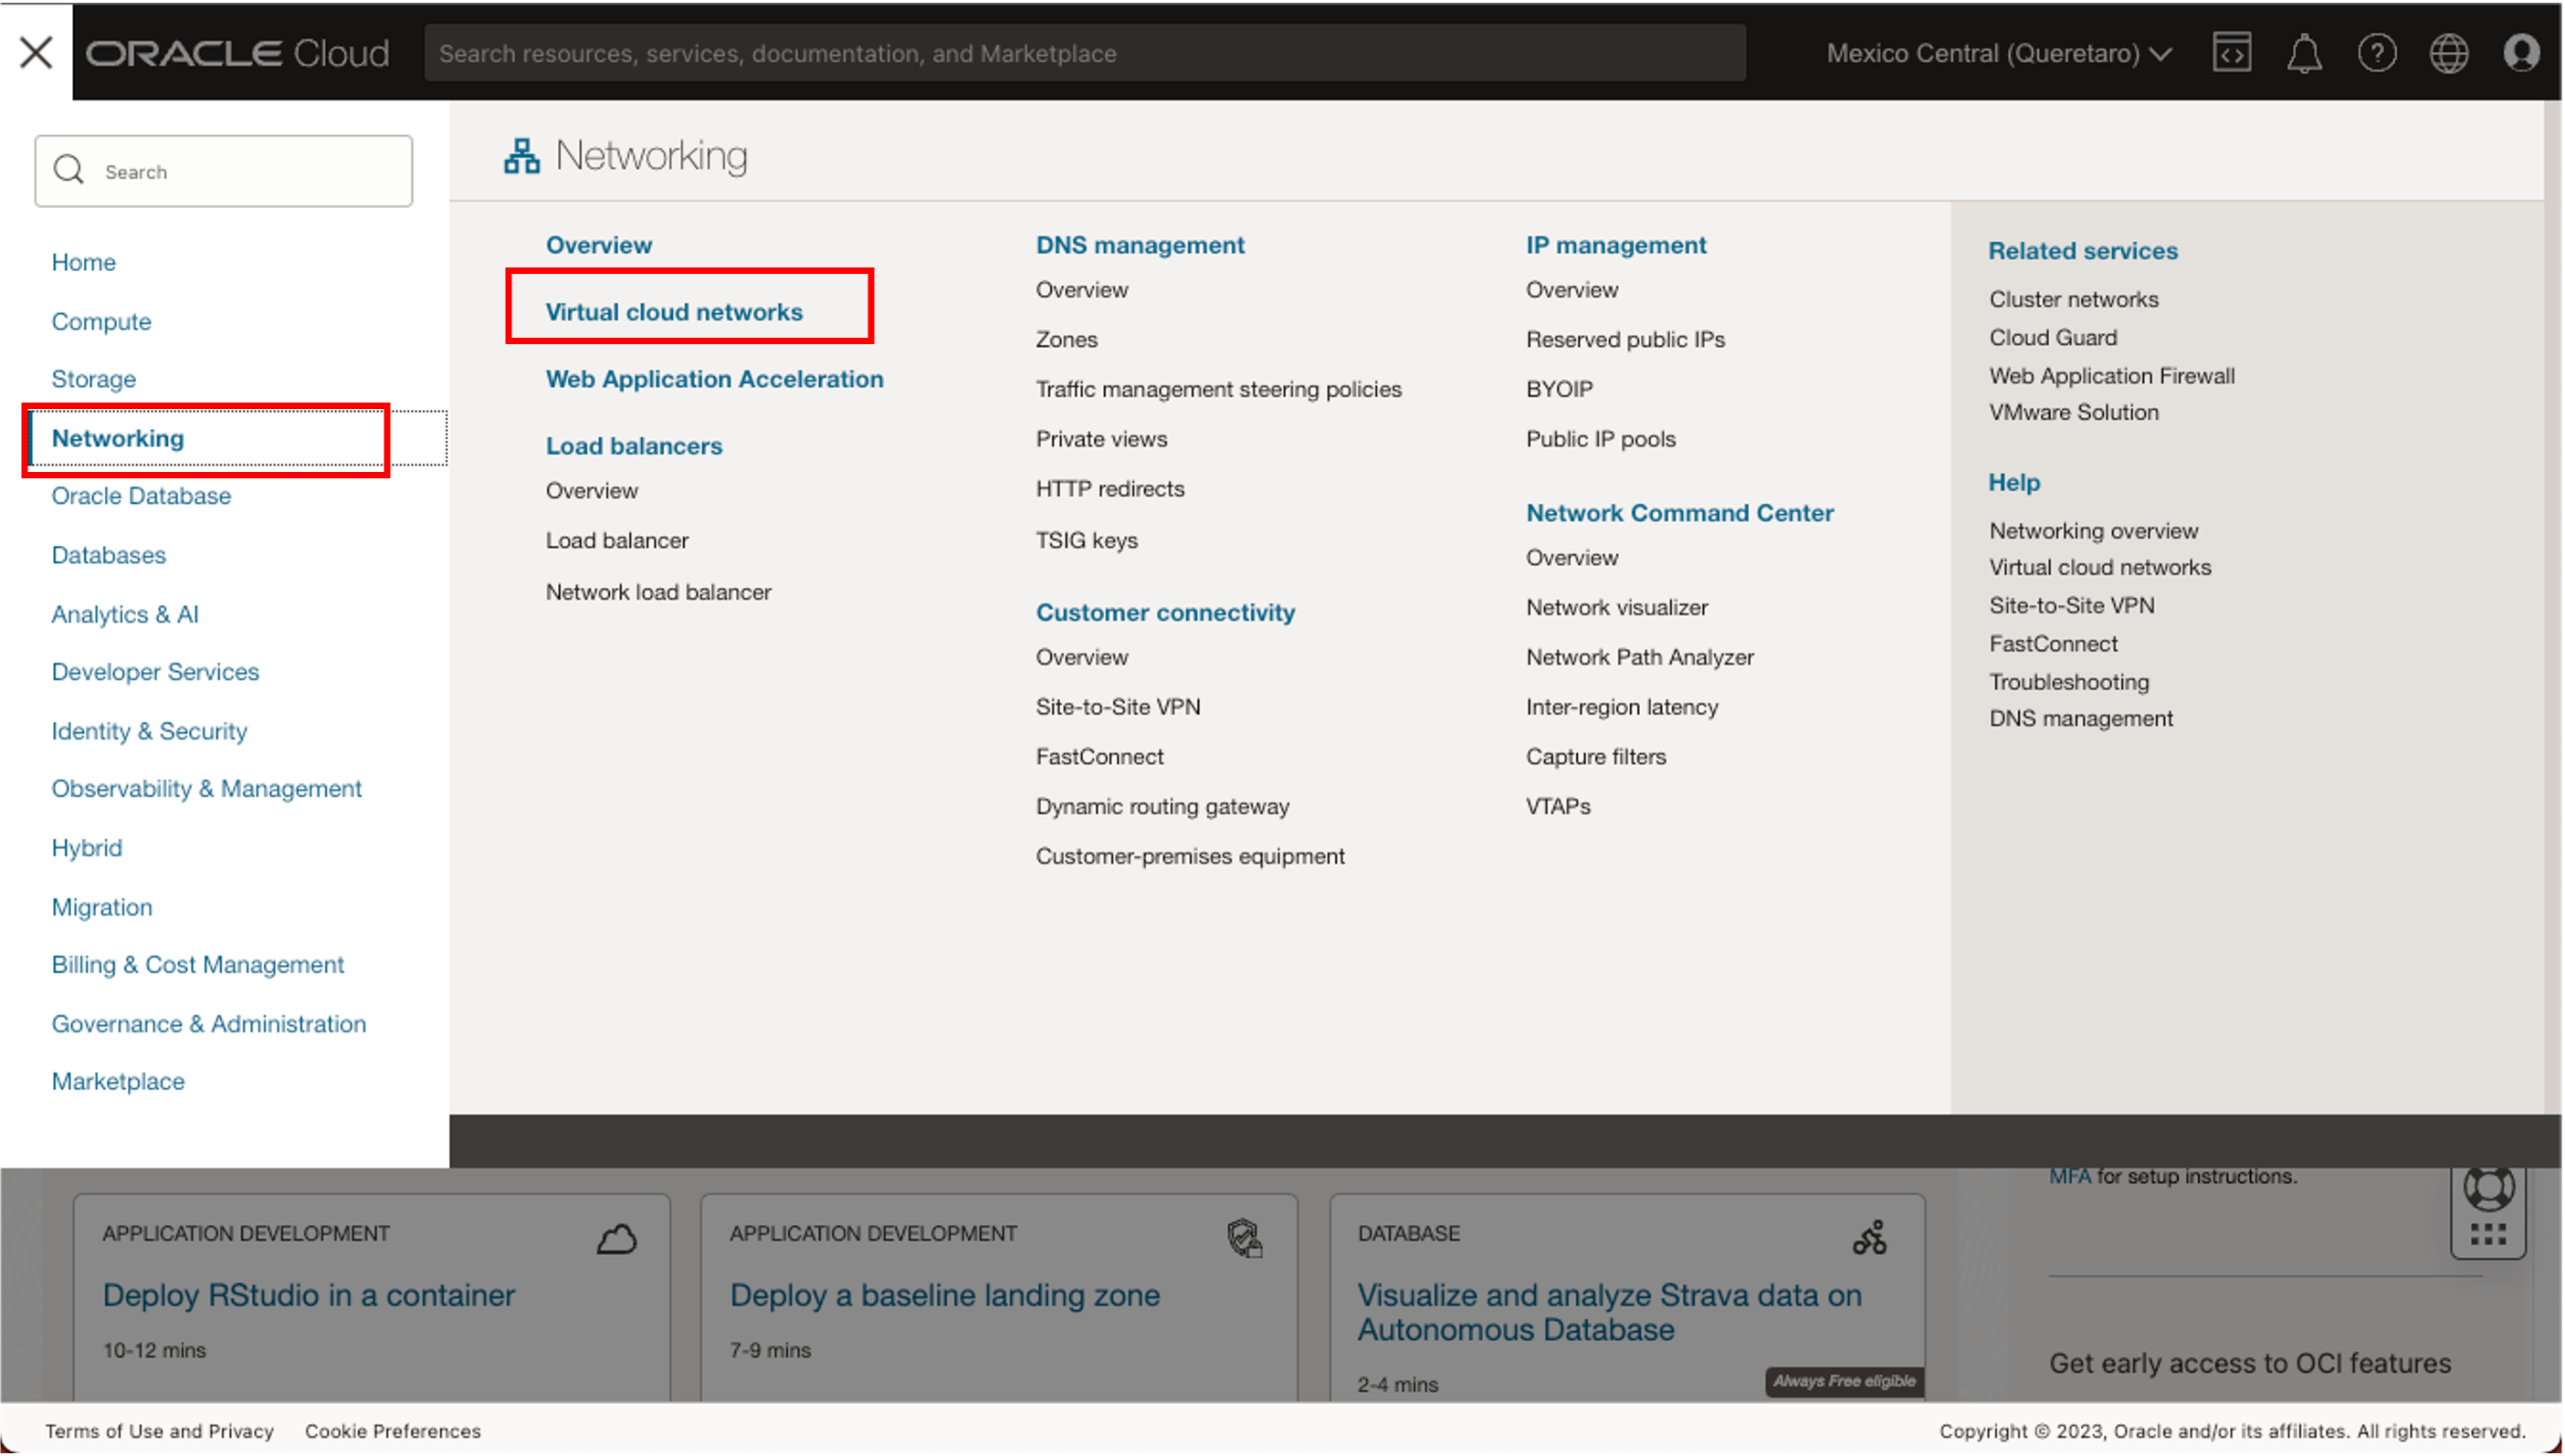 ORACLE Cloud
Search resources, services, documentation, and Marketplace
Mexico Central (Queretaro)
Search
Home
Compute
Storage
Networking
Oracle Database
Databases
Analytics & AI
Developer Services
Identity & Security
Observability & Management
Hybrid
Migration
Billing & Cost Management
Governance & Administration
Marketplace
Networking
Overview
Virtual cloud networks
Web Application Acceleration
Load balancers
Overview
Load balancer
Network load balancer
DNS management
Overview
Zones
Traffic management steering policies
Private views
HTTP redirects
TSIG keys
Customer connectivity
Overview
Site-to-Site VPN
FastConnect
Dynamic routing gateway
Customer-premises equipment
IP management
Overview
Reserved public IPs
BYOIP
Public IP pools
Network Command Center
Overview
Network visualizer
Network Path Analyzer
Inter-region latency
Capture filters
VTAPs
Related services
Cluster networks
Cloud Guard
Web Application Firewall
VMware Solution
Help
Networking overview
Virtual cloud networks
Site-to-Site VPN
FastConnect
Troubleshooting
DNS management
APPLICATION DEVELOPMENT
Deploy RStudio in a container
10-12 mins
APPLICATION DEVELOPMENT
Deploy a baseline landing zone
7-9 mins
DATABASE
Visualize and analyze Strava data on
Autonomous Database
2-4 mins
Always Free eligible
MFA for setup instructions.
Get early access to OCI features
Terms of Use and Privacy
Cookie Preferences
Copyright © 2023, Oracle and/or its affiliates. All rights reserved.